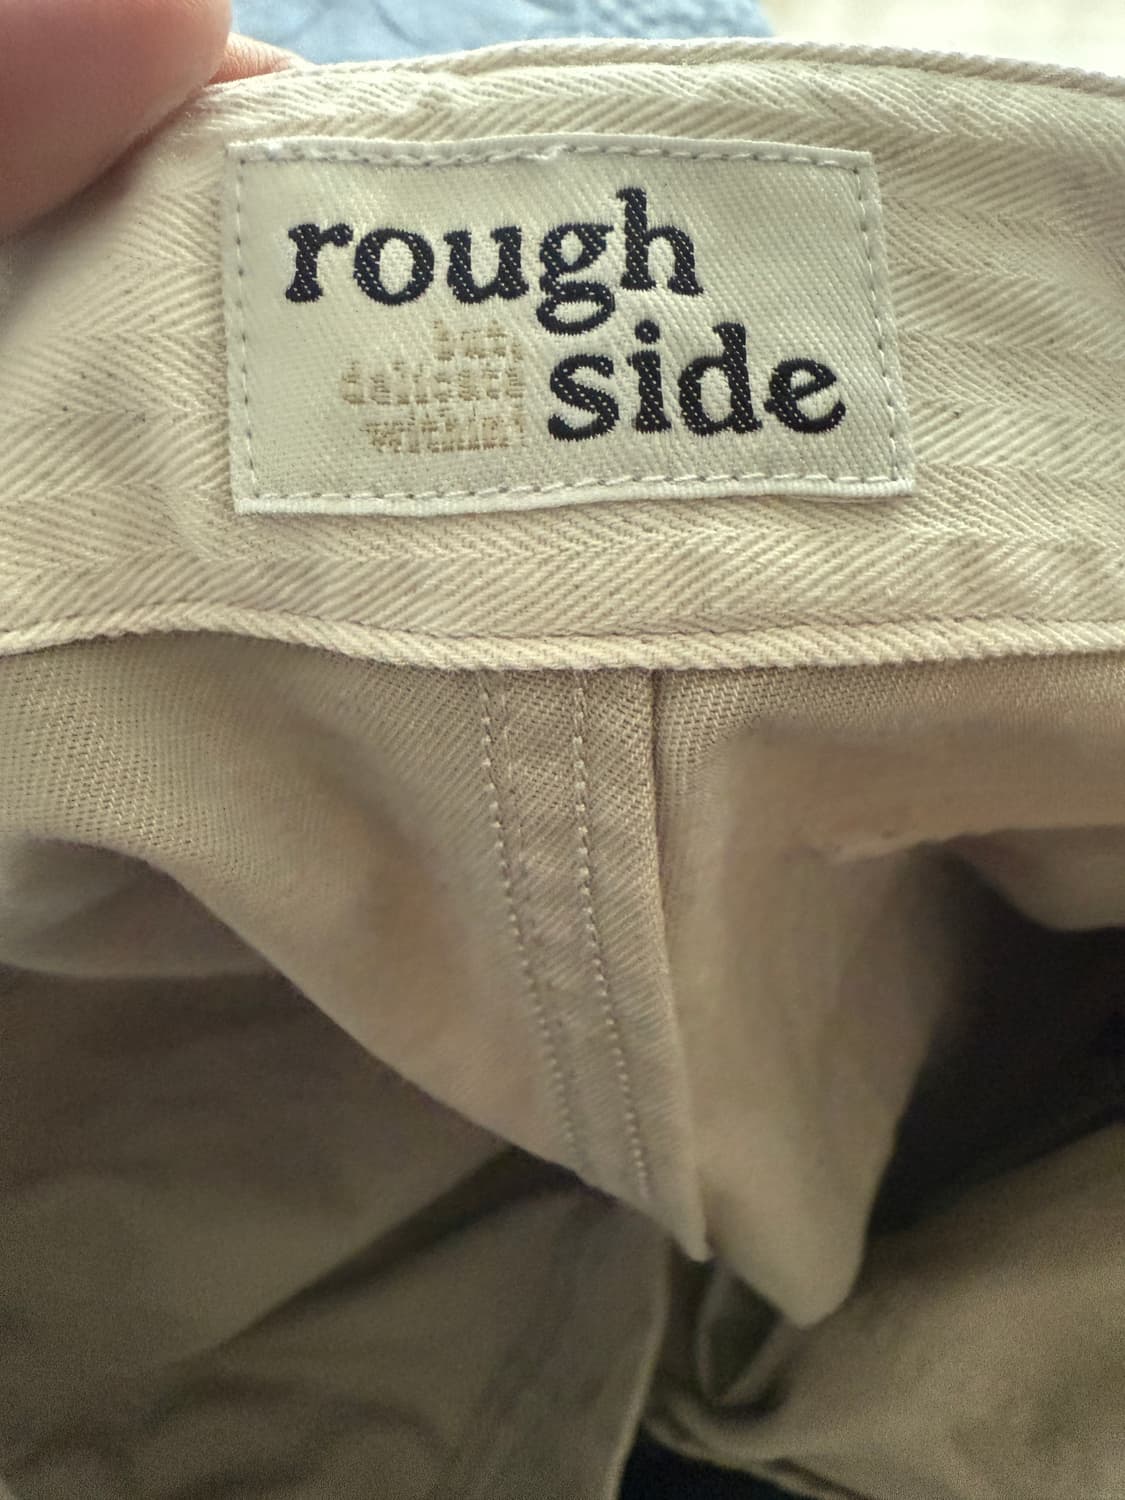 rough
but
delicate
within
side